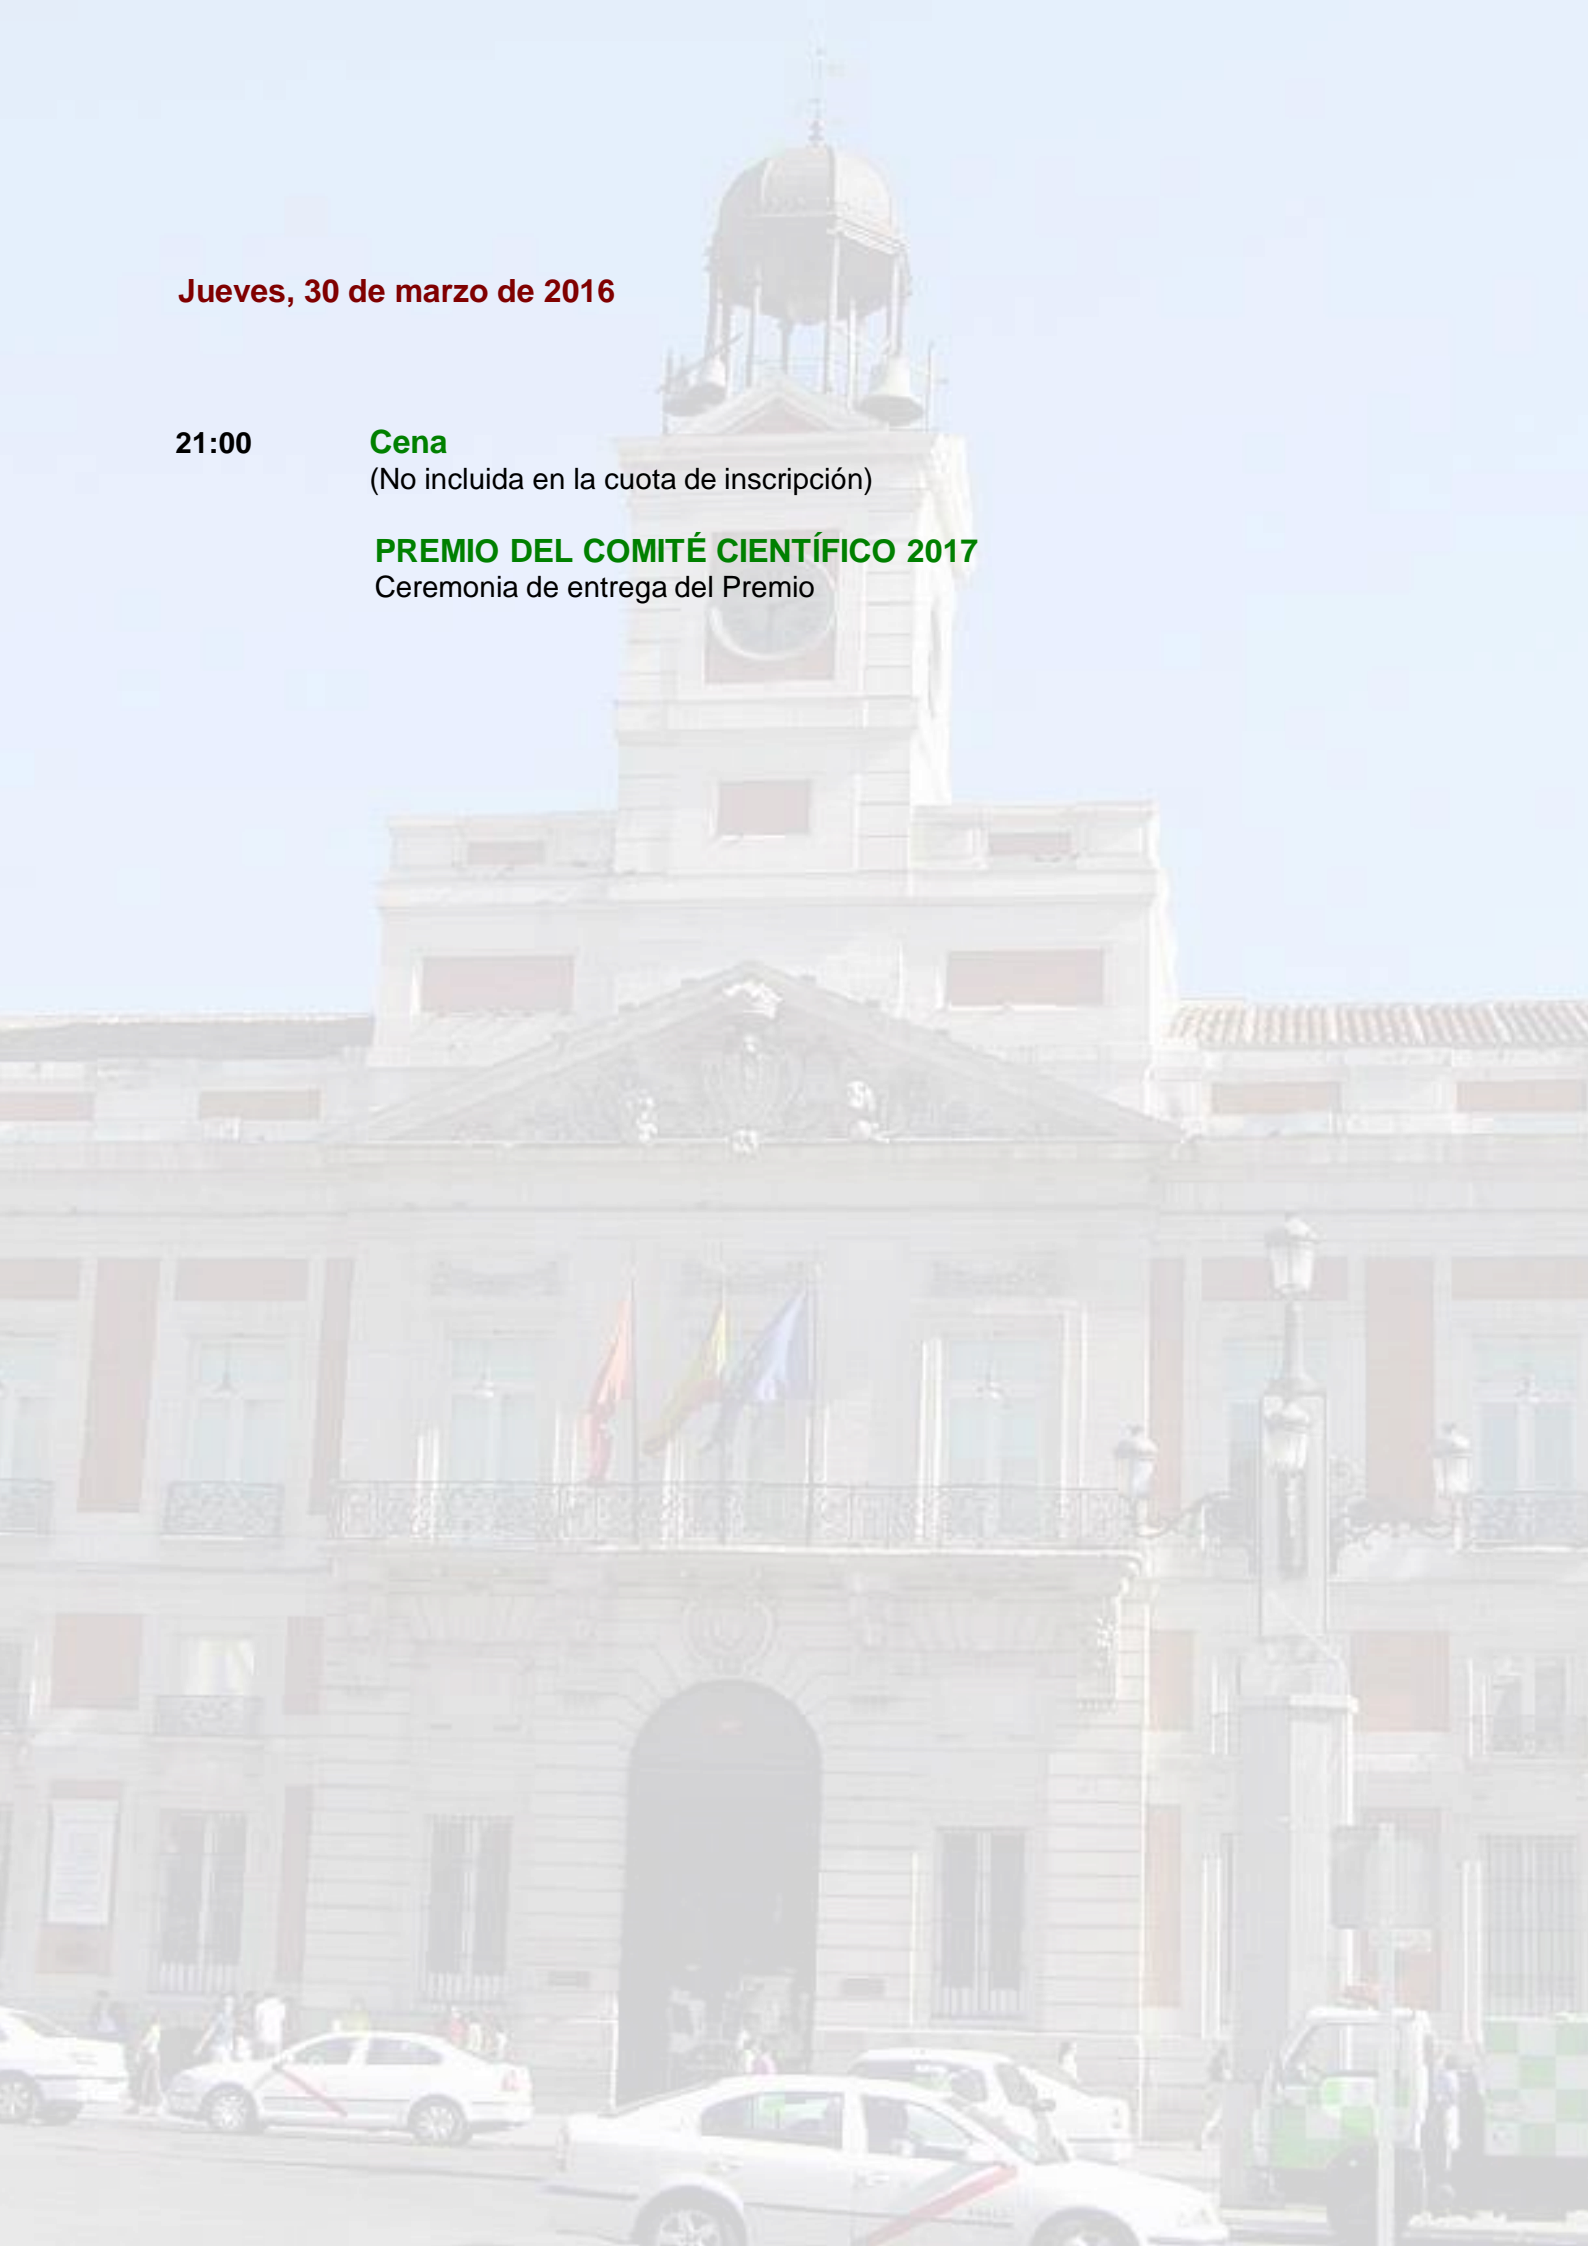 Jueves, 30 de marzo de 2016
21:00 Cena
(No incluida en la cuota de inscripción)
PREMIO DEL COMITÉ CIENTÍFICO 2017
Ceremonia de entrega del Premio